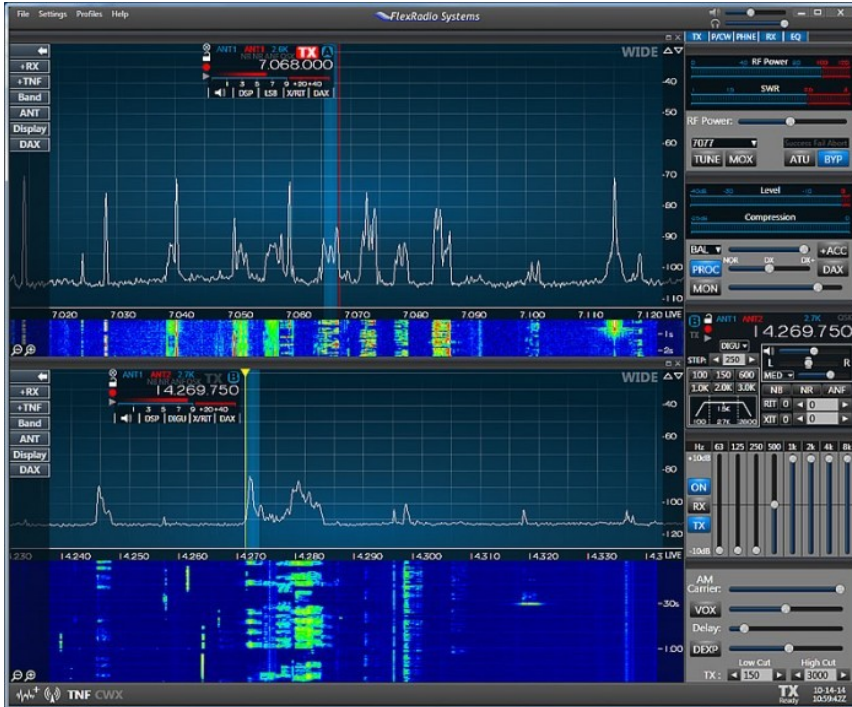 File Settings Profiles Help
FlexRadio Systems
ANT1 ANT1 2.6K TX A
7.068.000
1 3 5 7 9 +20+40
DSP LSB X/RIT DAX
WIDE
+RX
+TNF
Band
ANT
Display
DAX
-40
-50
-60
-70
-80
-90
-100
-110
7.020 7.030 7.040 7.050 7.060 7.070 7.080 7.090 7.100 7.110 7.120 LIVE
-1s
-2s
ANT1 ANT2 2.7K TX B
14.269.750
1 3 5 7 9 +20+40
DSP DIGU X/RIT DAX
WIDE
+RX
+TNF
Band
ANT
Display
DAX
-40
-60
-80
-100
-120
14.240 14.250 14.260 14.270 14.280 14.290 14.300 14.310 14.320 14.330 LIVE
-30s
-1:00
TNF CWX
TX P/CW PHNE RX EQ
RF Power
SWR
RF Power:
7077
Success Fail Abort
TUNE MOX ATU BYP
Level
Compression
BAL +ACC
NOR DX DX+
PROC DAX
MON
B ANT1 ANT2 2.7K QSK
TX 14.269.750
DIGU
STEP: 250
L R
100 150 600
MED
1.0K 2.0K 3.0K
NB NR ANF
RIT 0 0
XIT 0 0
1.5K
100 2.7K 2800
Hz 63 125 250 500 1k 2k 4k 8k
+10dB
ON
RX
TX
-10dB
AM
Carrier:
VOX
Delay:
DEXP
Low Cut High Cut
TX : 150 3000
TX
Ready
10-14-14
10:59:42Z